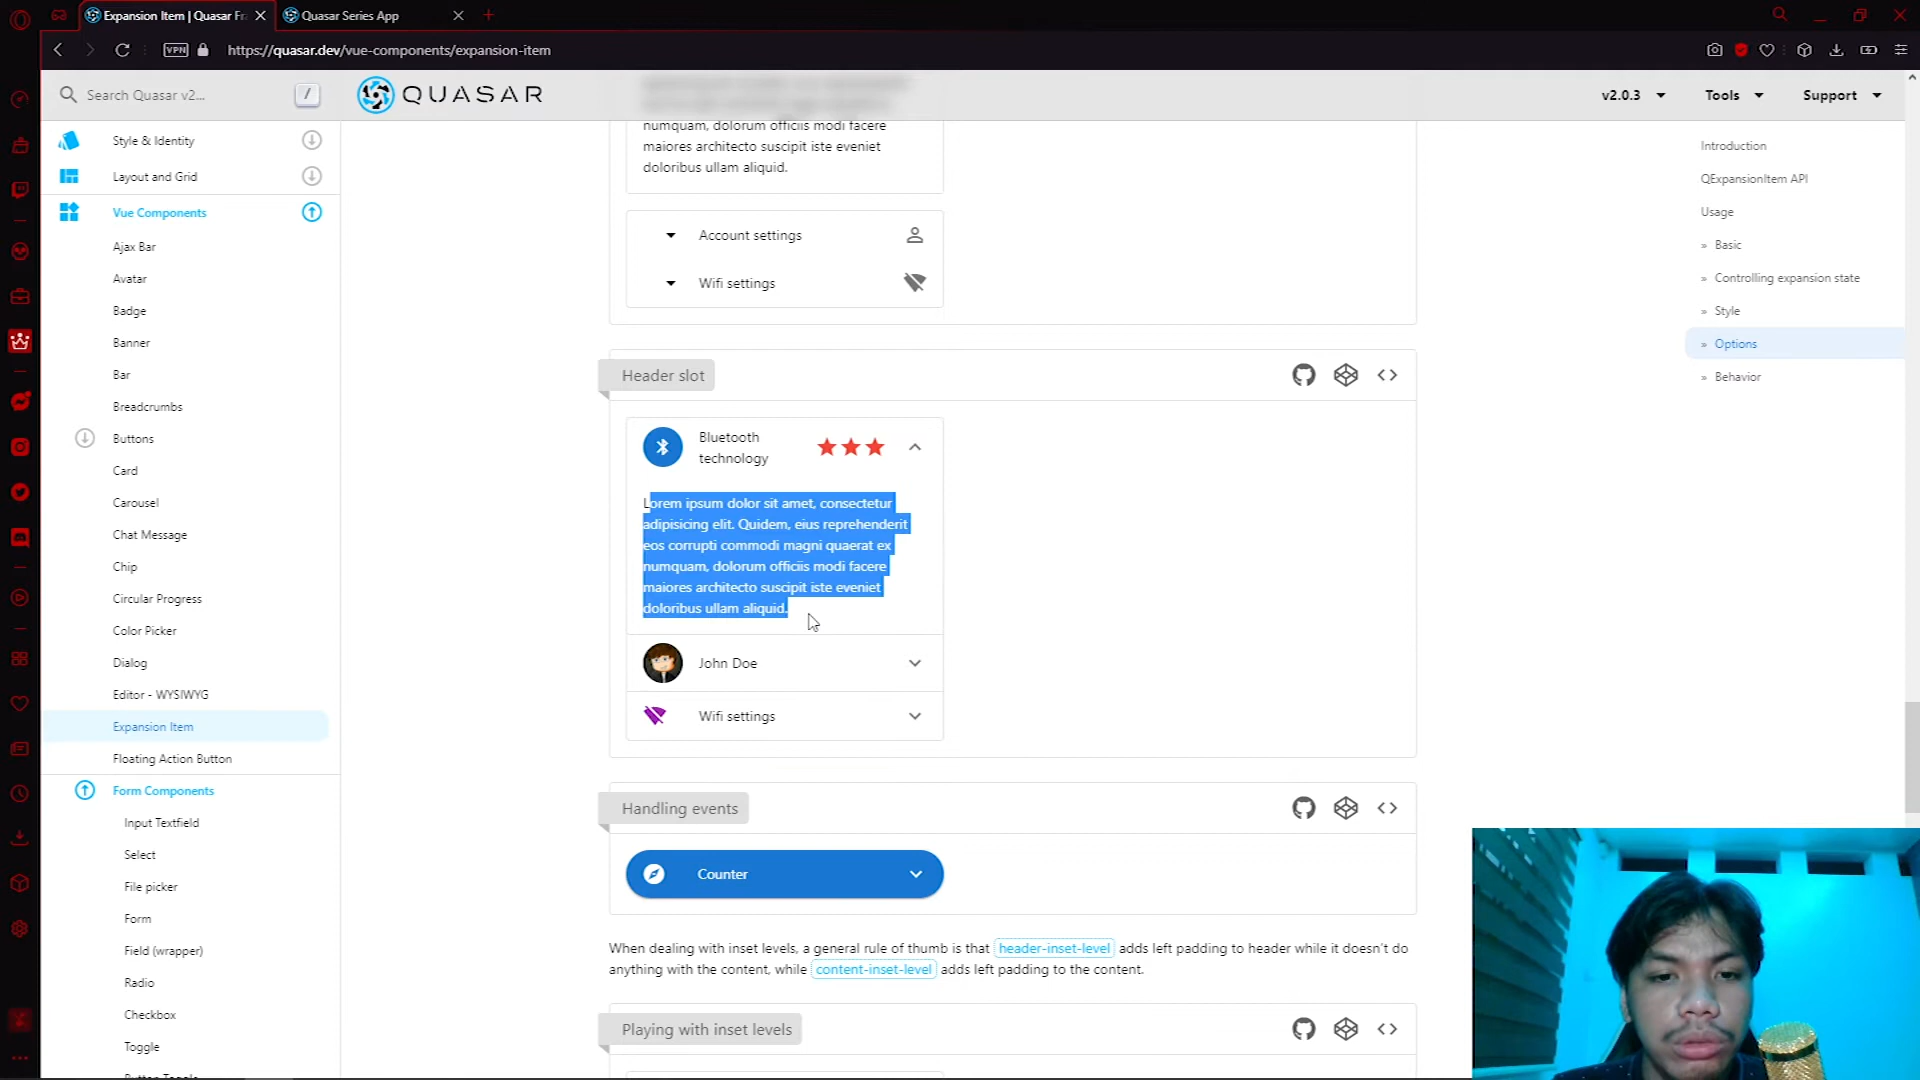 Expansion Item | Quasar Fr
Quasar Series App
VPN
https://quasar.dev/vue-components/expansion-item
Search Quasar v2...
/
QUASAR
v2.0.3
Tools
Support
Style & Identity
Layout and Grid
Vue Components
Ajax Bar
Avatar
Badge
Banner
Bar
Breadcrumbs
Buttons
Card
Carousel
Chat Message
Chip
Circular Progress
Color Picker
Dialog
Editor - WYSIWYG
Expansion Item
Floating Action Button
Form Components
Input Textfield
Select
File picker
Form
Field (wrapper)
Radio
Checkbox
Toggle
Button Toggle
numquam, dolorum officiis modi facere
maiores architecto suscipit iste eveniet
doloribus ullam aliquid.
Account settings
Wifi settings
Header slot
Bluetooth
technology
Lorem ipsum dolor sit amet, consectetur
adipisicing elit. Quidem, eius reprehenderit
eos corrupti commodi magni quaerat ex
numquam, dolorum officiis modi facere
maiores architecto suscipit iste eveniet
doloribus ullam aliquid.
John Doe
Wifi settings
Handling events
Counter
When dealing with inset levels, a general rule of thumb is that header-inset-level adds left padding to header while it doesn't do
anything with the content, while content-inset-level adds left padding to the content.
Playing with inset levels
Introduction
QExpansionItem API
Usage
» Basic
» Controlling expansion state
» Style
» Options
» Behavior